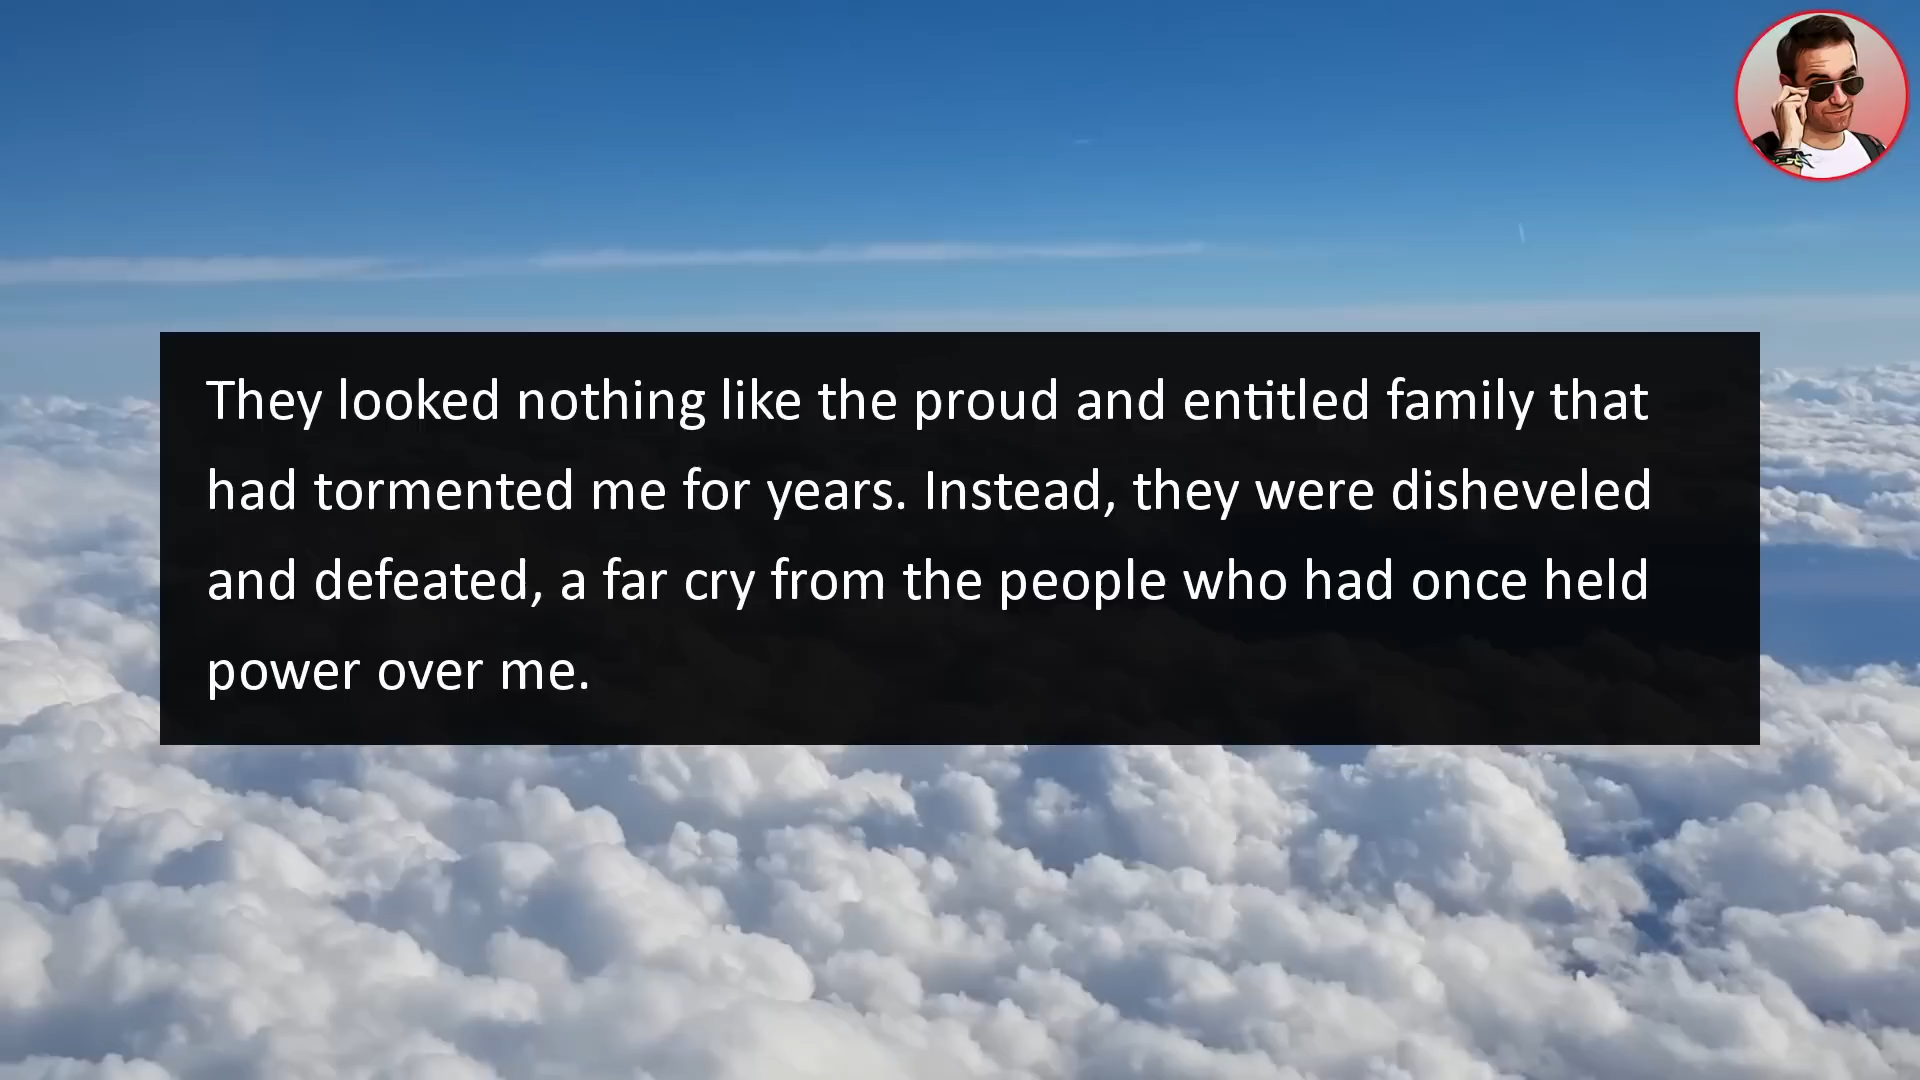 They looked nothing like the proud and entitled family that
had tormented me for years. Instead, they were disheveled
and defeated, a far cry from the people who had once held
power over me.